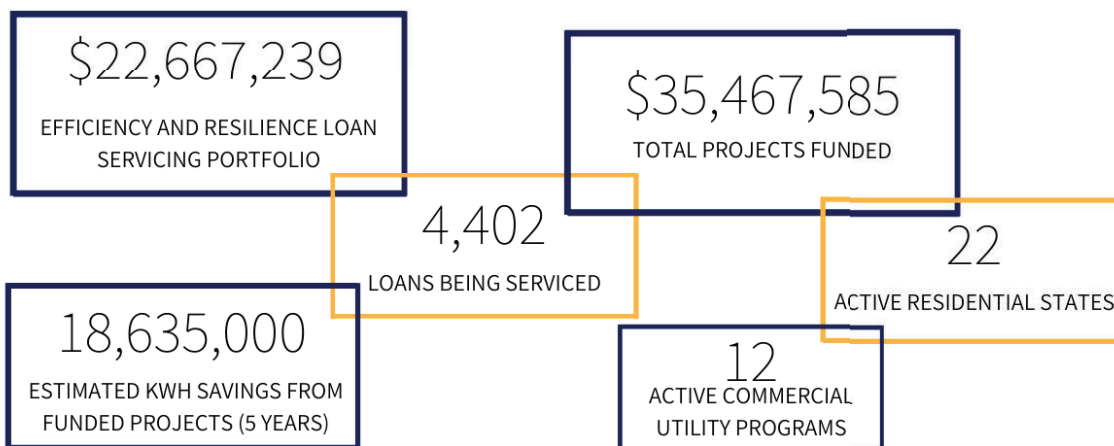 $22,667,239
EFFICIENCY AND RESILIENCE LOAN
SERVICING PORTFOLIO
$35,467,585
TOTAL PROJECTS FUNDED
4,402
LOANS BEING SERVICED
22
ACTIVE RESIDENTIAL STATES
18,635,000
ESTIMATED KWH SAVINGS FROM
FUNDED PROJECTS (5 YEARS)
12
ACTIVE COMMERCIAL
UTILITY PROGRAMS